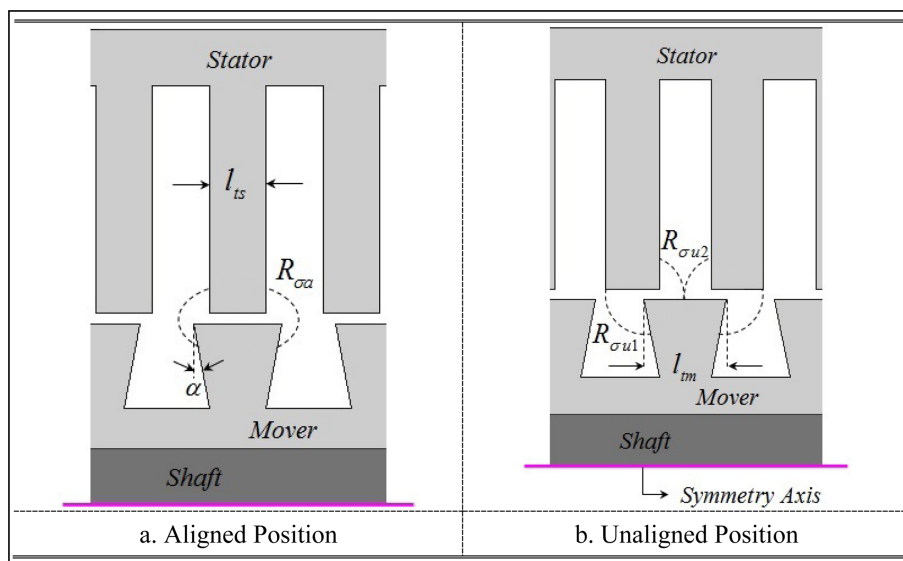 Stator
l_ts
R_σa
α
Mover
Shaft
a. Aligned Position
Stator
R_σu2
R_σu1
l_tm
Mover
Shaft
Symmetry Axis
b. Unaligned Position